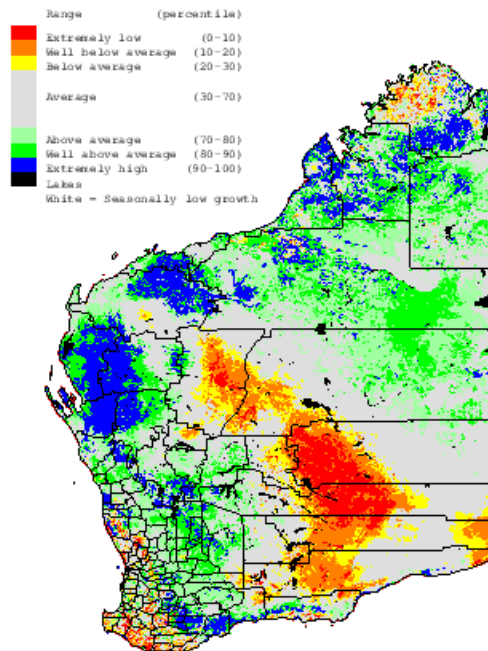 Range (percentile)
Extremely low (0-10)
Well below average (10-20)
Below average (20-30)
Average (30-70)
Above average (70-80)
Well above average (80-90)
Extremely high (90-100)
Lakes
White = Seasonally low growth